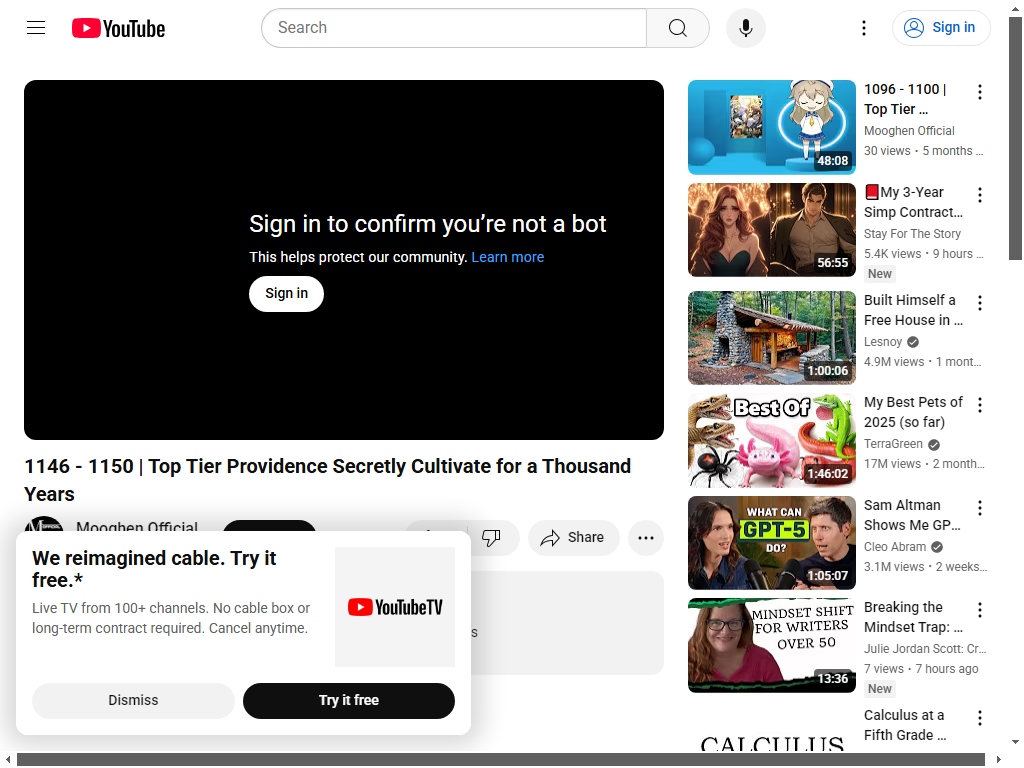 YouTube
Search
Sign in
Sign in to confirm you're not a bot
This helps protect our community. Learn more
Sign in
1146 - 1150 | Top Tier Providence Secretly Cultivate for a Thousand
Years
Mooghen Official
Share
We reimagined cable. Try it
free.*
Live TV from 100+ channels. No cable box or
long-term contract required. Cancel anytime.
YouTubeTV
Dismiss
Try it free
48:08
1096 - 1100 |
Top Tier ...
Mooghen Official
30 views • 5 months ...
56:55
My 3-Year
Simp Contract...
Stay For The Story
5.4K views • 9 hours ...
New
1:00:06
Built Himself a
Free House in ...
Lesnoy
4.9M views • 1 mont...
Best Of
1:46:02
My Best Pets of
2025 (so far)
TerraGreen
17M views • 2 month...
WHAT CAN
GPT-5
DO?
1:05:07
Sam Altman
Shows Me GP...
Cleo Abram
3.1M views • 2 weeks...
MINDSET SHIFT
FOR WRITERS
OVER 50
13:36
Breaking the
Mindset Trap: ...
Julie Jordan Scott: Cr...
7 views • 7 hours ago
New
CALCULUS
Calculus at a
Fifth Grade ...